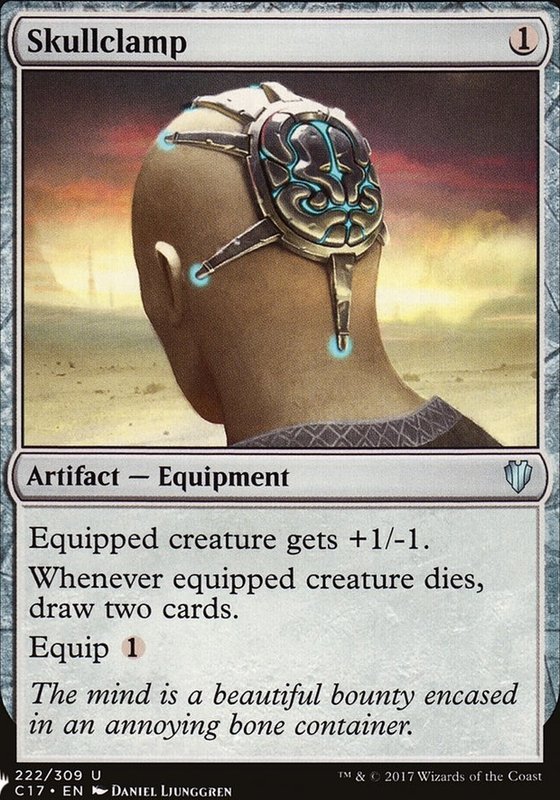 Skullclamp 1
Artifact — Equipment
Equipped creature gets +1/-1.
Whenever equipped creature dies,
draw two cards.
Equip 1
The mind is a beautiful bounty encased
in an annoying bone container.
222/309 U
C17 • EN Daniel Ljunggren
™ & © 2017 Wizards of the Coast